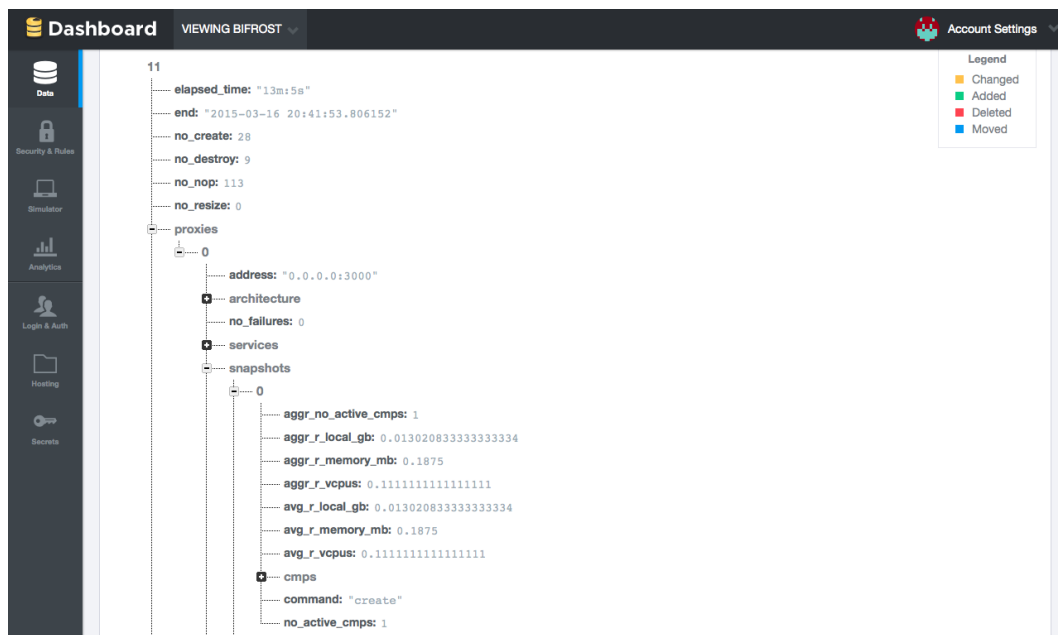 Dashboard VIEWING BIFROST Account Settings
Data
Security & Rules
Simulator
Analytics
Login & Auth
Hosting
Secrets
11
elapsed_time: "13m:5s"
end: "2015-03-16 20:41:53.806152"
no_create: 28
no_destroy: 9
no_nop: 113
no_resize: 0
proxies
0
address: "0.0.0.0:3000"
architecture
no_failures: 0
services
snapshots
0
aggr_no_active_cmps: 1
aggr_r_local_gb: 0.013020833333333334
aggr_r_memory_mb: 0.1875
aggr_r_vcpus: 0.1111111111111111
avg_r_local_gb: 0.013020833333333334
avg_r_memory_mb: 0.1875
avg_r_vcpus: 0.1111111111111111
cmps
command: "create"
no_active_cmps: 1
Legend
Changed
Added
Deleted
Moved